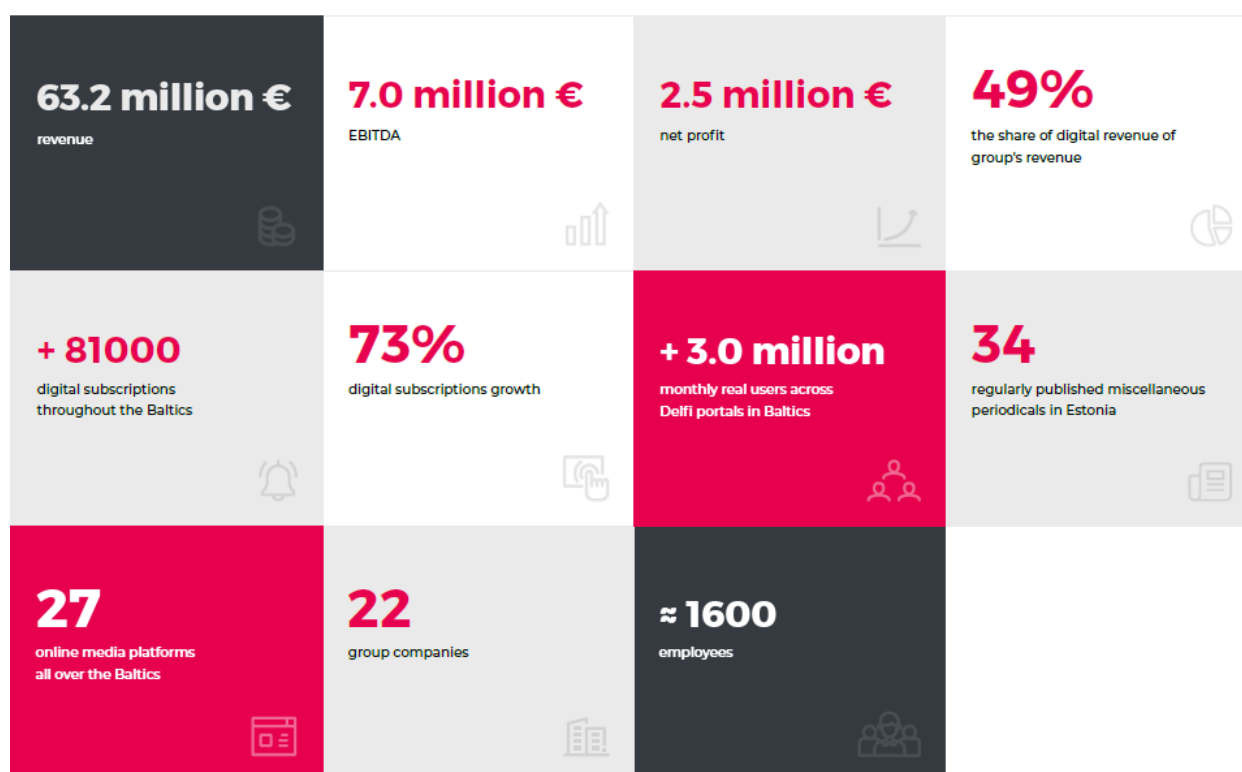 63.2 million €
revenue
7.0 million €
EBITDA
2.5 million €
net profit
49%
the share of digital revenue of
group's revenue
+ 81000
digital subscriptions
throughout the Baltics
73%
digital subscriptions growth
+ 3.0 million
monthly real users across
Delfi portals in Baltics
34
regularly published miscellaneous
periodicals in Estonia
27
online media platforms
all over the Baltics
22
group companies
≈ 1600
employees